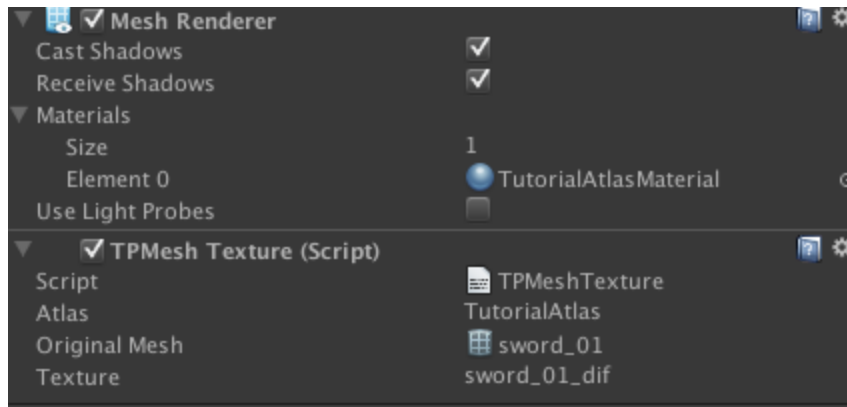 Mesh Renderer
Cast Shadows
Receive Shadows
Materials
Size 1
Element 0 TutorialAtlasMaterial
Use Light Probes
TPMesh Texture (Script)
Script TPMeshTexture
Atlas TutorialAtlas
Original Mesh sword_01
Texture sword_01_dif